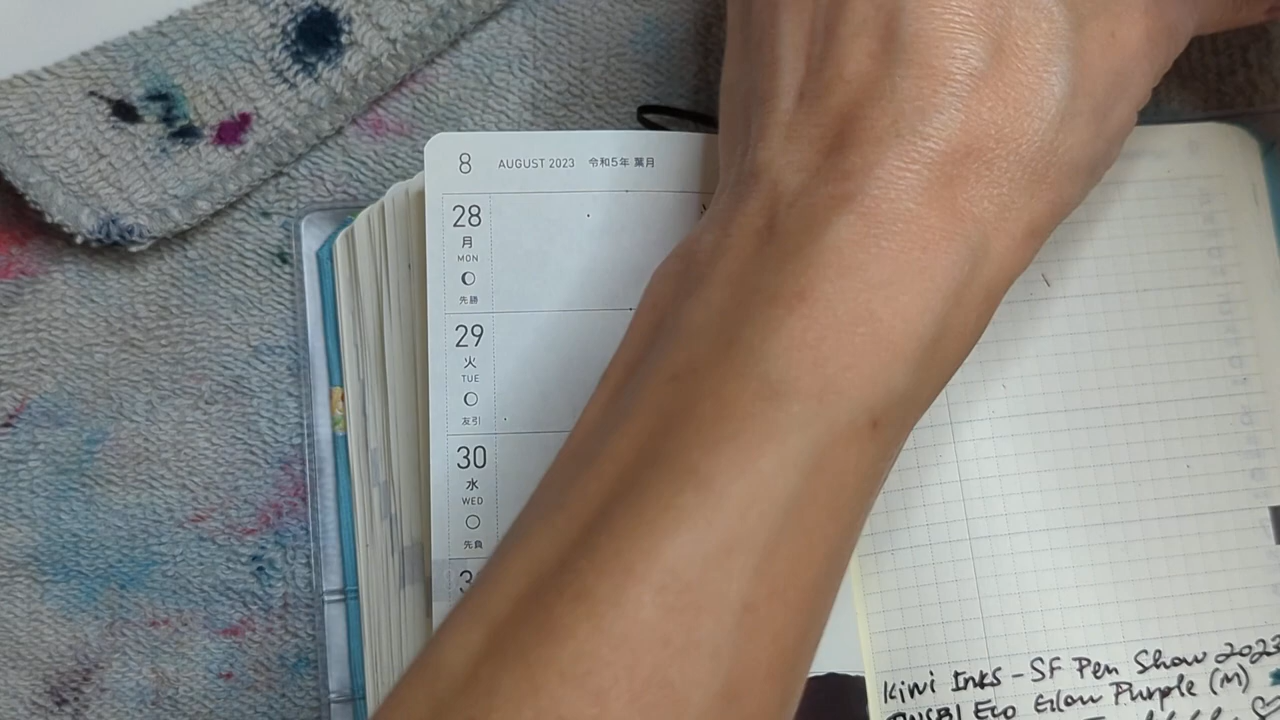 8 AUGUST 2023 令和5年 葉月
28
月
MON
先勝
29
火
TUE
友引
30
水
WED
先負
Kiwi Inks - SF Pen Show 2023
TWSBI Eco Glow Purple (M)